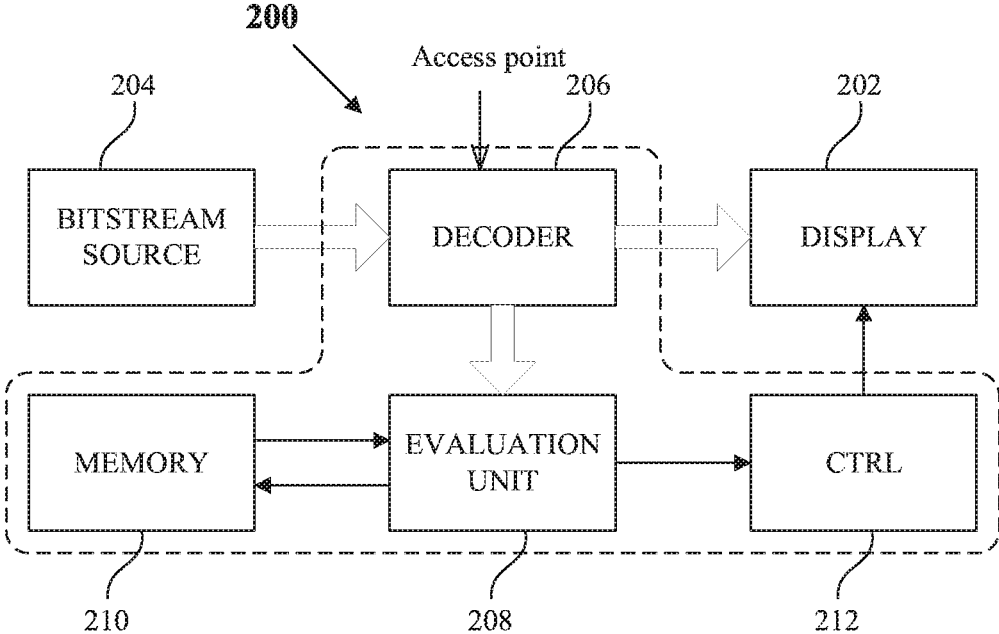 200
Access point
204
206
202
BITSTREAM
SOURCE
DECODER
DISPLAY
MEMORY
EVALUATION
UNIT
CTRL
210
208
212